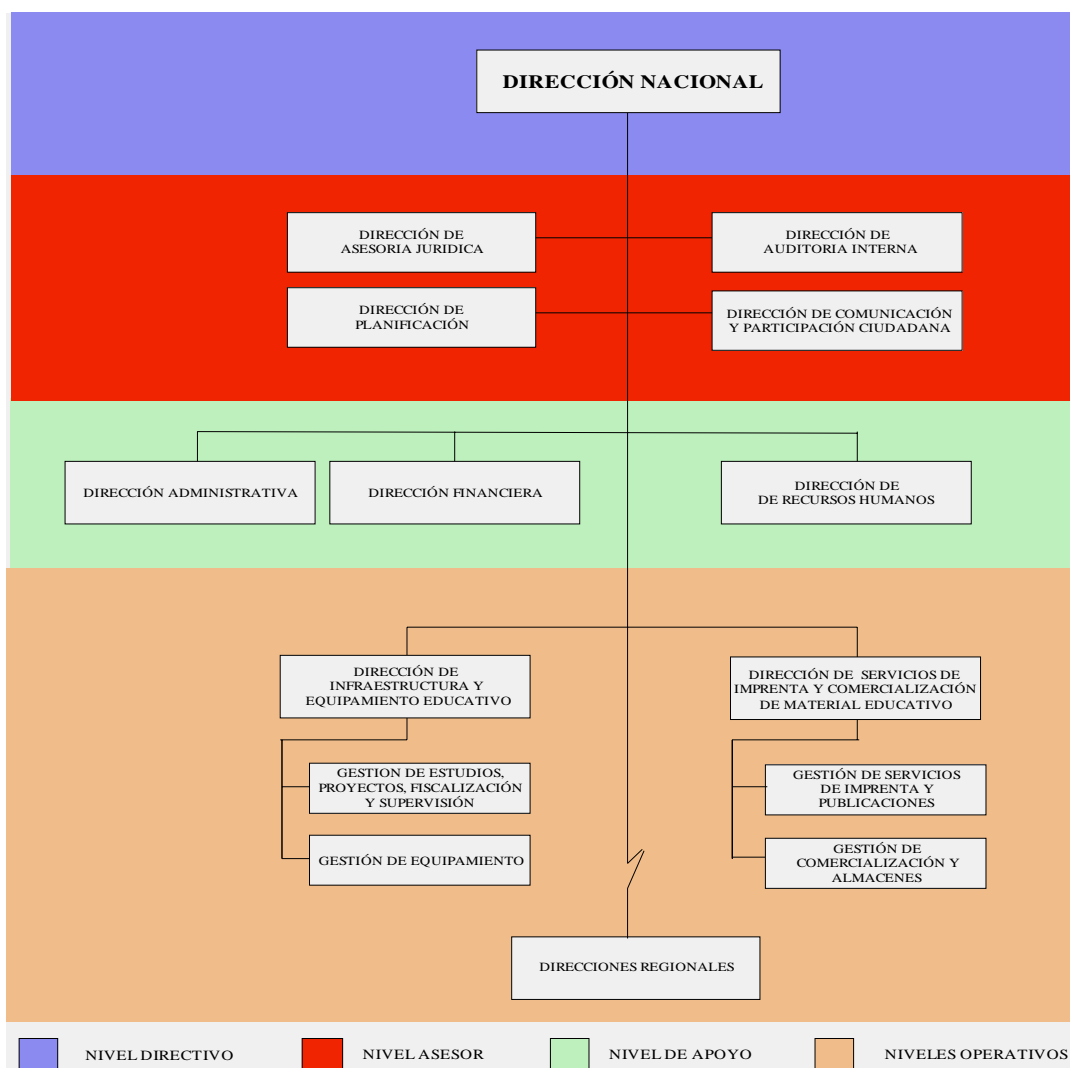 DIRECCIÓN NACIONAL
DIRECCIÓN DE
ASESORIA JURIDICA
DIRECCIÓN DE
AUDITORIA INTERNA
DIRECCIÓN DE
PLANIFICACIÓN
DIRECCIÓN DE COMUNICACIÓN
Y PARTICIPACIÓN CIUDADANA
DIRECCIÓN ADMINISTRATIVA
DIRECCIÓN FINANCIERA
DIRECCIÓN DE
DE RECURSOS HUMANOS
DIRECCIÓN DE
INFRAESTRUCTURA Y
EQUIPAMIENTO EDUCATIVO
DIRECCIÓN DE SERVICIOS DE
IMPRENTA Y COMERCIALIZACIÓN
DE MATERIAL EDUCATIVO
GESTION DE ESTUDIOS,
PROYECTOS, FISCALIZACIÓN
Y SUPERVISIÓN
GESTIÓN DE EQUIPAMIENTO
GESTIÓN DE SERVICIOS
DE IMPRENTA Y
PUBLICACIONES
GESTIÓN DE
COMERCIALIZACIÓN Y
ALMACENES
DIRECCIONES REGIONALES
NIVEL DIRECTIVO
NIVEL ASESOR
NIVEL DE APOYO
NIVELES OPERATIVOS